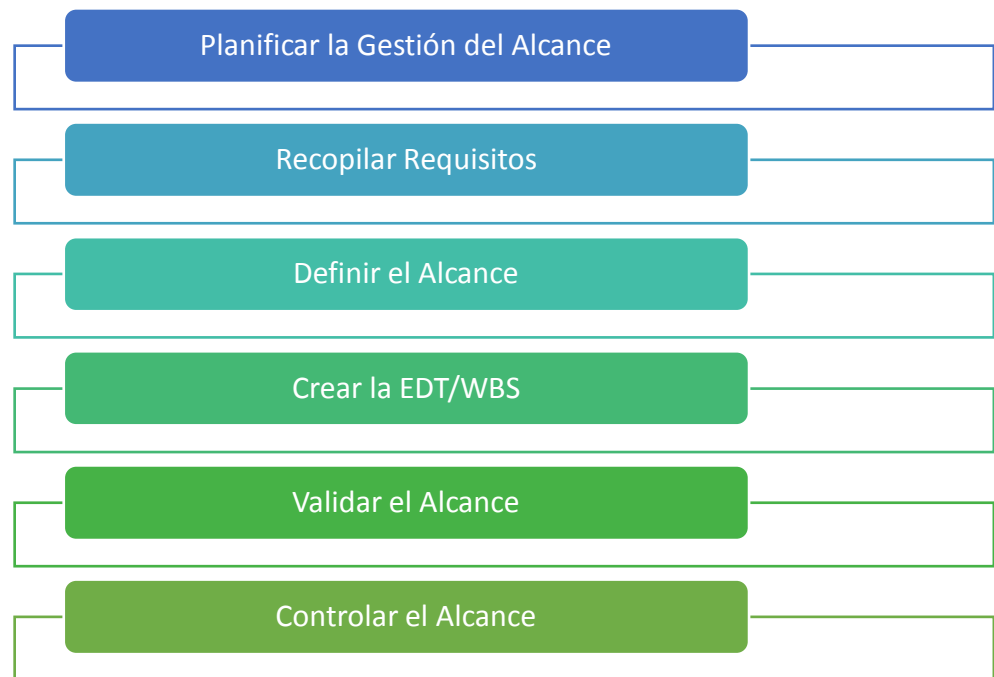 Planificar la Gestión del Alcance
Recopilar Requisitos
Definir el Alcance
Crear la EDT/WBS
Validar el Alcance
Controlar el Alcance